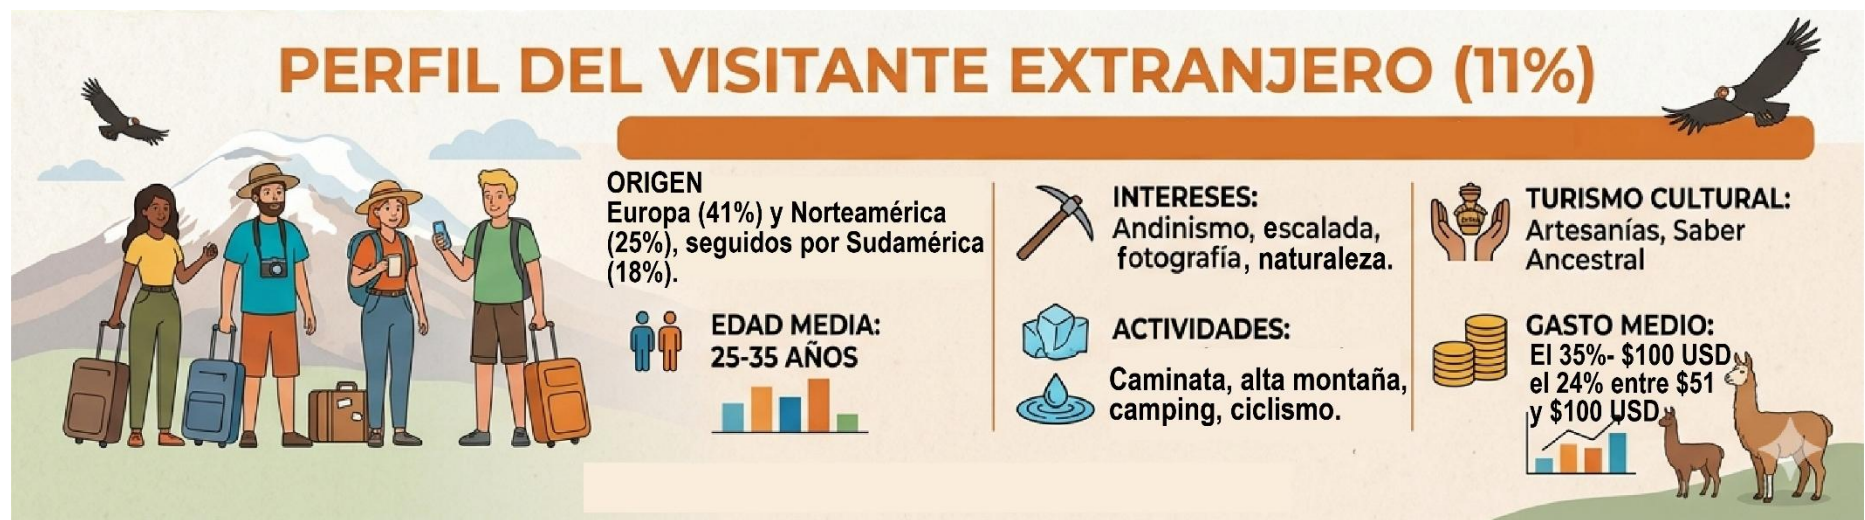 PERFIL DEL VISITANTE EXTRANJERO (11%)
ORIGEN
Europa (41%) y Norteamérica
(25%), seguidos por Sudamérica
(18%).
EDAD MEDIA:
25-35 AÑOS
INTERESES:
Andinismo, escalada,
fotografía, naturaleza.
ACTIVIDADES:
Caminata, alta montaña,
camping, ciclismo.
TURISMO CULTURAL:
Artesanías, Saber
Ancestral
GASTO MEDIO:
El 35%- $100 USD,
el 24% entre $51
y $100 USD.